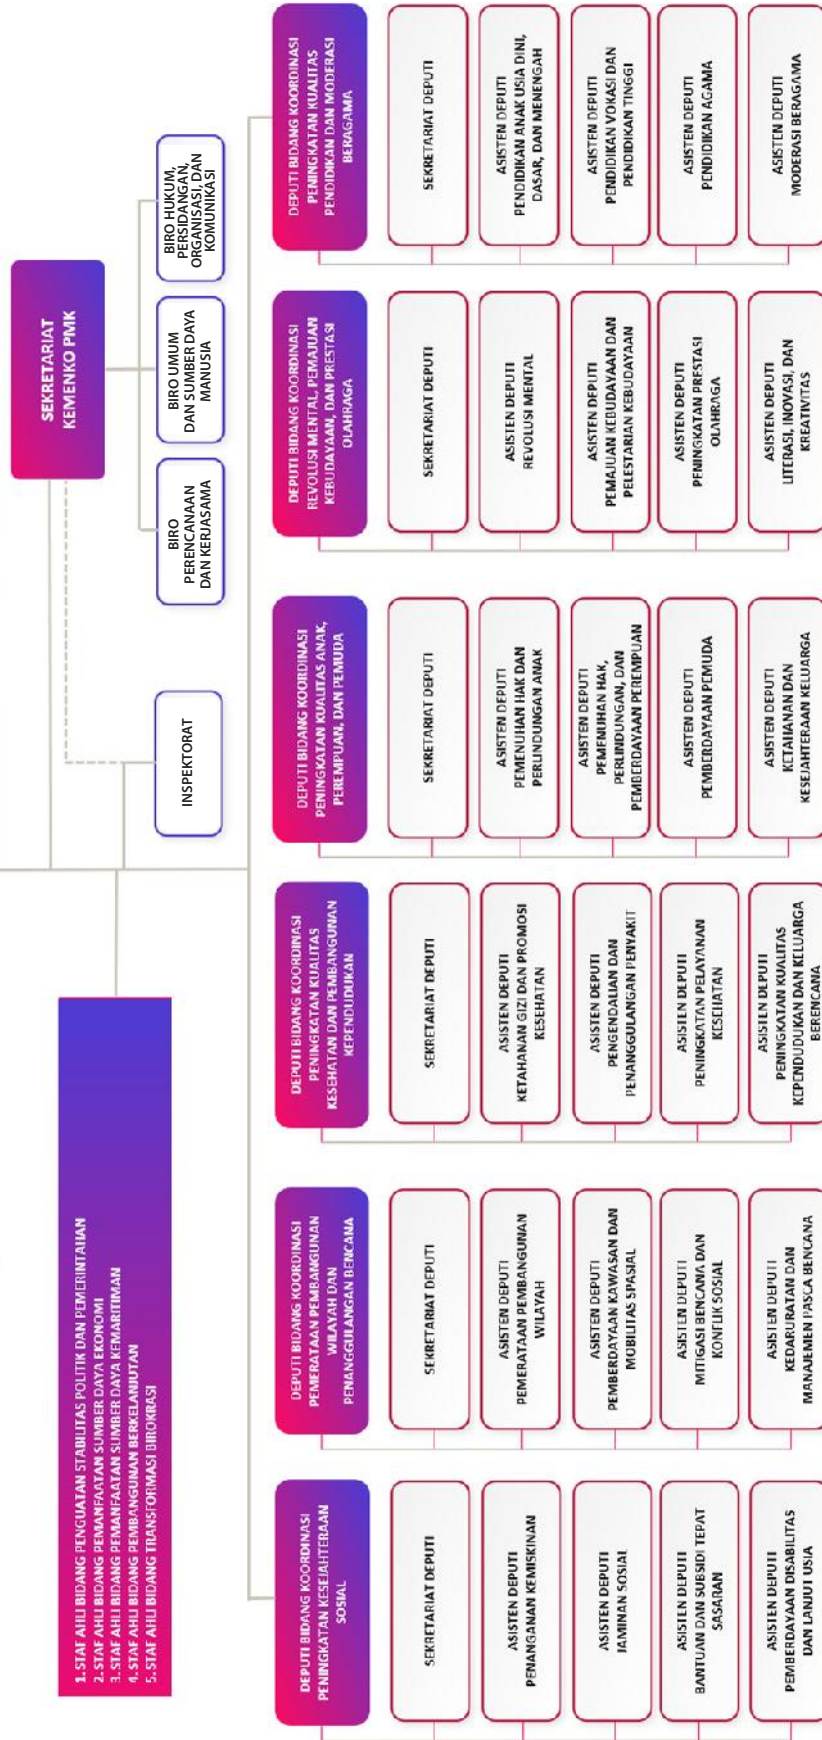 SEKRETARIAT
KEMENKO PMK
BIRO
PERENCANAAN
DAN KERJASAMA
BIRO UMUM
DAN SUMBER DAYA
MANUSIA
BIRO HUKUM,
PERSIDANGAN,
ORGANISASI, DAN
KOMUNIKASI
INSPEKTORAT
1. STAF AHLI BIDANG PENGUATAN STABILITAS POLITIK DAN PEMERINTAHAN
2. STAF AHLI BIDANG PEMANFAATAN SUMBER DAYA EKONOMI
3. STAF AHLI BIDANG PEMANFAATAN SUMBER DAYA KEMARITIMAN
4. STAF AHLI BIDANG PEMBANGUNAN BERKELANJUTAN
5. STAF AHLI BIDANG TRANSFORMASI BIROKRASI
DEPUTI BIDANG KOORDINASI
PENINGKATAN KESEJAHTERAAN
SOSIAL
SEKRETARIAT DEPUTI
ASISTEN DEPUTI
PENANGANAN KEMISKINAN
ASISTEN DEPUTI
JAMINAN SOSIAL
ASISTEN DEPUTI
BANTUAN DAN SUBSIDI TEPAT
SASARAN
ASISTEN DEPUTI
PEMBERDAYAAN DISABILITAS
DAN LANJUT USIA
DEPUTI BIDANG KOORDINASI
PEMERATAAN PEMBANGUNAN
WILAYAH DAN
PENANGGULANGAN BENCANA
SEKRETARIAT DEPUTI
ASISTEN DEPUTI
PEMERATAAN PEMBANGUNAN
WILAYAH
ASISTEN DEPUTI
PEMBERDAYAAN KAWASAN DAN
MOBILITAS SPASIAL
ASISTEN DEPUTI
MITIGASI BENCANA DAN
KONFLIK SOSIAL
ASISTEN DEPUTI
KEDARURATAN DAN
MANAJEMEN PASCA BENCANA
DEPUTI BIDANG KOORDINASI
PENINGKATAN KUALITAS
KESEHATAN DAN PEMBANGUNAN
KEPENDUDUKAN
SEKRETARIAT DEPUTI
ASISTEN DEPUTI
KETAHANAN GIZI DAN PROMOSI
KESEHATAN
ASISTEN DEPUTI
PENGENDALIAN DAN
PENANGGULANGAN PENYAKIT
ASISTEN DEPUTI
PENINGKATAN PELAYANAN
KESEHATAN
ASISTEN DEPUTI
PENINGKATAN KUALITAS
KEPENDUDUKAN DAN KELUARGA
BERENCANA
DEPUTI BIDANG KOORDINASI
PENINGKATAN KUALITAS ANAK,
PEREMPUAN, DAN PEMUDA
SEKRETARIAT DEPUTI
ASISTEN DEPUTI
PEMENUHAN HAK DAN
PERLINDUNGAN ANAK
ASISTEN DEPUTI
PEMENUHAN HAK,
PERLINDUNGAN, DAN
PEMBERDAYAAN PEREMPUAN
ASISTEN DEPUTI
PEMBERDAYAAN PEMUDA
ASISTEN DEPUTI
KETAHANAN DAN
KESEJAHTERAAN KELUARGA
DEPUTI BIDANG KOORDINASI
REVOLUSI MENTAL, PEMAJUAN
KEBUDAYAAN, DAN PRESTASI
OLAHRAGA
SEKRETARIAT DEPUTI
ASISTEN DEPUTI
REVOLUSI MENTAL
ASISTEN DEPUTI
PEMAJUAN KEBUDAYAAN DAN
PELESTARIAN KEBUDAYAAN
ASISTEN DEPUTI
PENINGKATAN PRESTASI
OLAHRAGA
ASISTEN DEPUTI
LITERASI, INOVASI, DAN
KREATIVITAS
DEPUTI BIDANG KOORDINASI
PENINGKATAN KUALITAS
PENDIDIKAN DAN MODERASI
BERAGAMA
SEKRETARIAT DEPUTI
ASISTEN DEPUTI
PENDIDIKAN ANAK USIA DINI,
DASAR, DAN MENENGAH
ASISTEN DEPUTI
PENDIDIKAN VOKASI DAN
PENDIDIKAN TINGGI
ASISTEN DEPUTI
PENDIDIKAN AGAMA
ASISTEN DEPUTI
MODERASI BERAGAMA